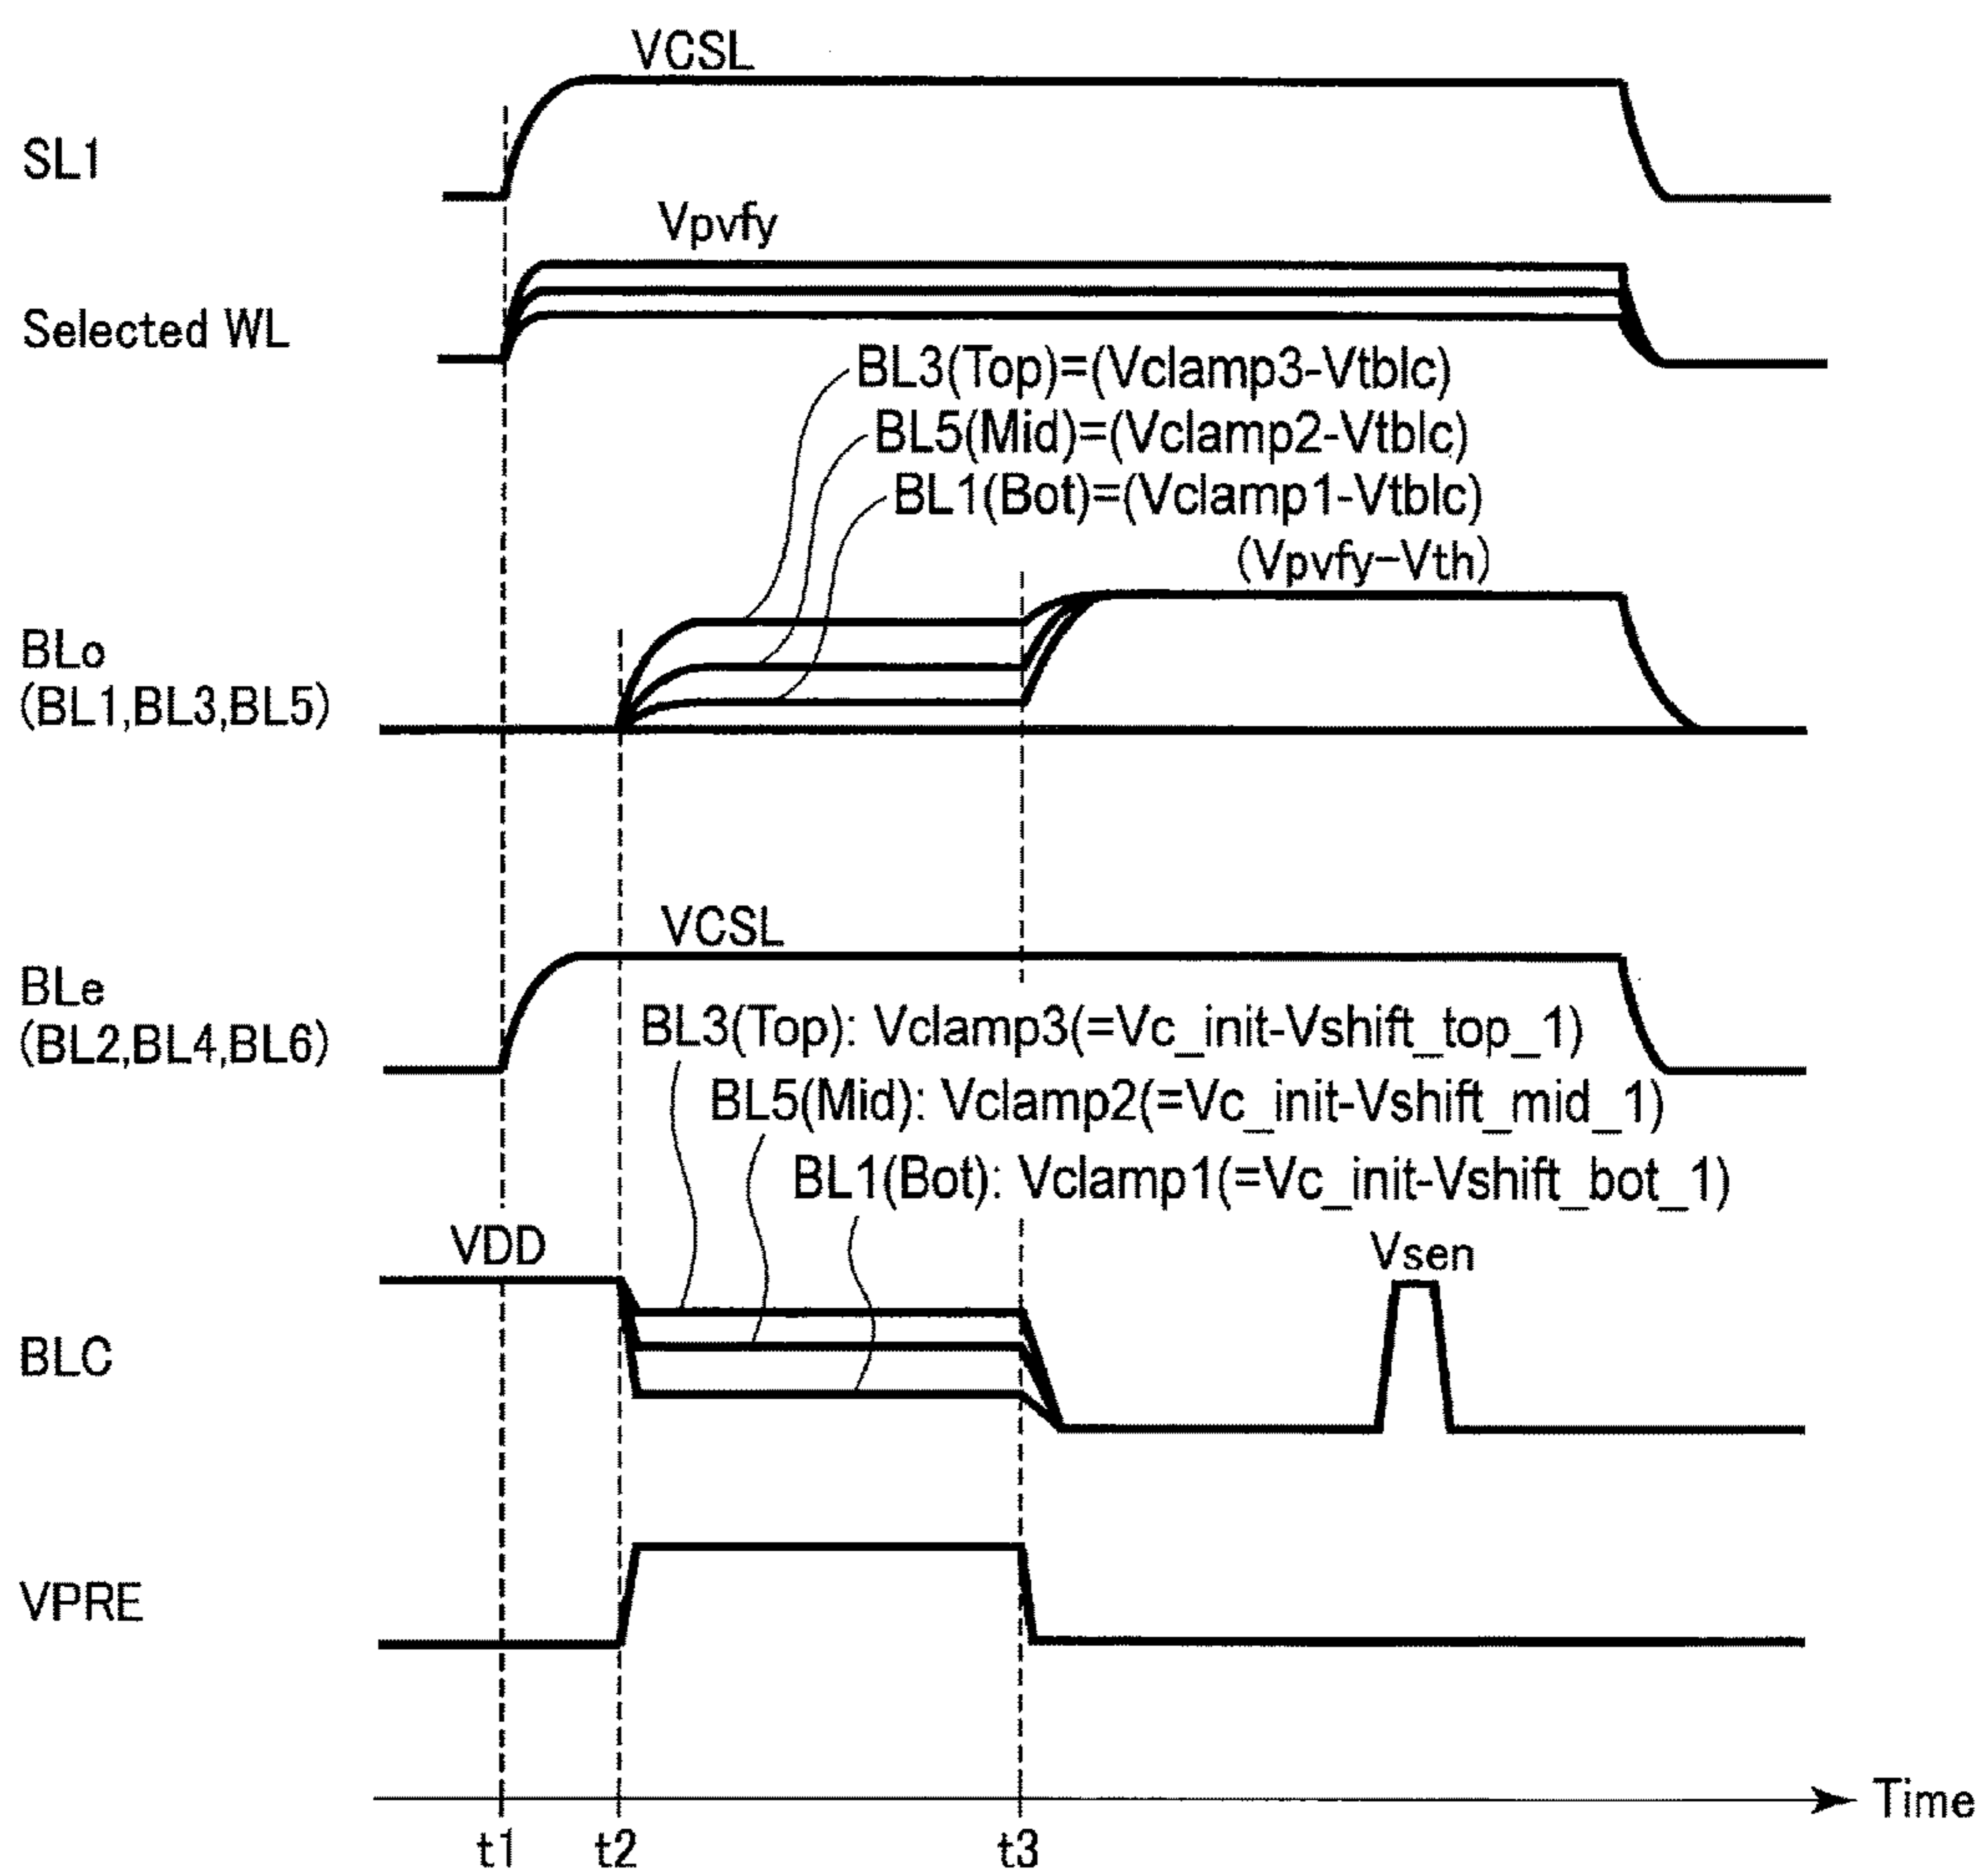 VCSL
SL1
Vpvfy
Selected WL
BL3(Top)=(Vclamp3-Vtblc)
BL5(Mid)=(Vclamp2-Vtblc)
BL1(Bot)=(Vclamp1-Vtblc)
(Vpvfy-Vth)
BLo
(BL1,BL3,BL5)
VCSL
BLe
(BL2,BL4,BL6)
BL3(Top): Vclamp3(=Vc_init-Vshift_top_1)
BL5(Mid): Vclamp2(=Vc_init-Vshift_mid_1)
BL1(Bot): Vclamp1(=Vc_init-Vshift_bot_1)
VDD
Vsen
BLC
VPRE
Time
t1 t2 t3